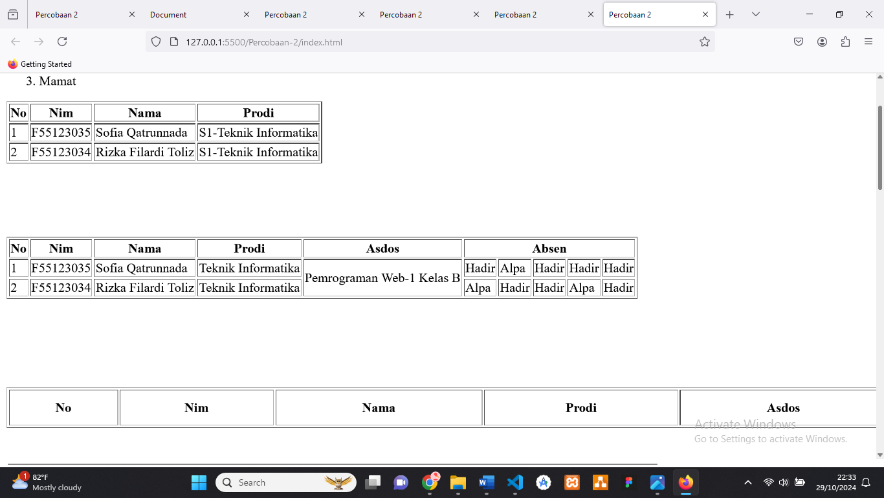 Percobaan 2
Document
Percobaan 2
Percobaan 2
Percobaan 2
Percobaan 2
127.0.0.1:5500/Percobaan-2/index.html
Getting Started
3. Mamat
No Nim Nama Prodi
1 F55123035 Sofia Qatrunnada S1-Teknik Informatika
2 F55123034 Rizka Filardi Toliz S1-Teknik Informatika
No Nim Nama Prodi Asdos Absen
1 F55123035 Sofia Qatrunnada Teknik Informatika Pemrograman Web-1 Kelas B Hadir Alpa Hadir Hadir Hadir
2 F55123034 Rizka Filardi Toliz Teknik Informatika Alpa Hadir Hadir Alpa Hadir
No Nim Nama Prodi Asdos
Activate Windows
Go to Settings to activate Windows.
1
82°F
Mostly cloudy
Search
22:33
29/10/2024